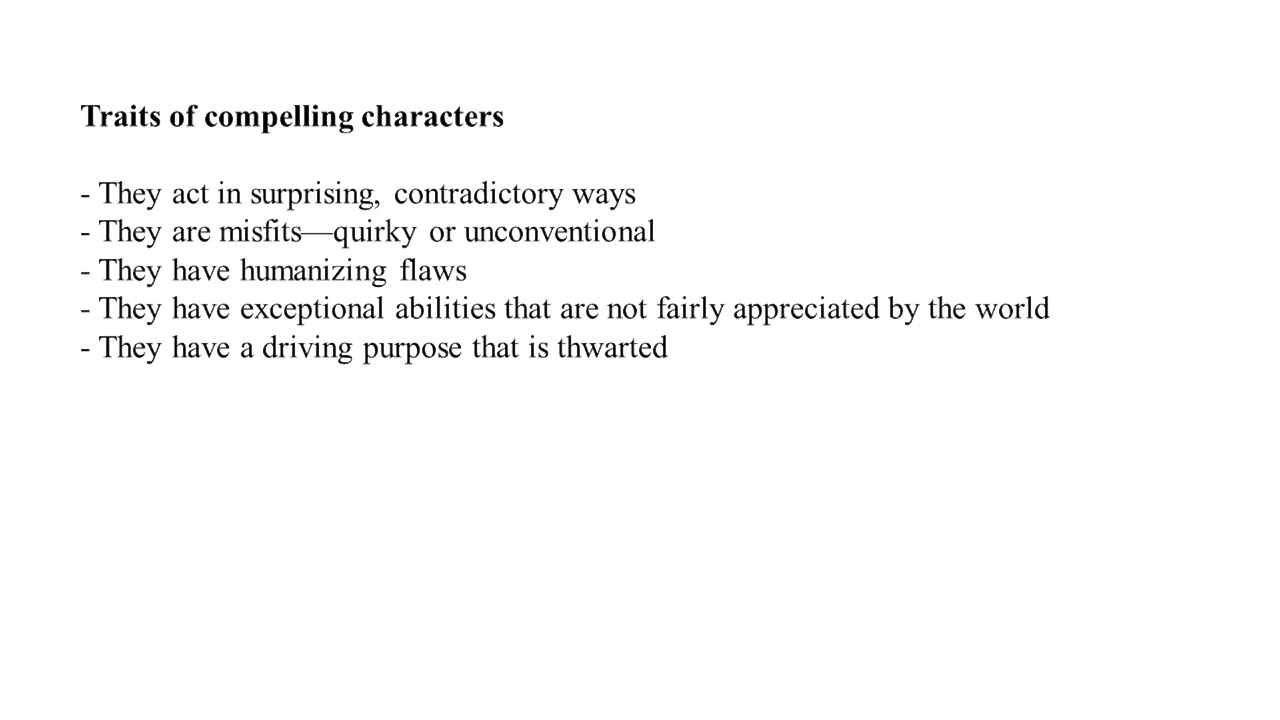 Traits of compelling characters
- They act in surprising, contradictory ways
- They are misfits—quirky or unconventional
- They have humanizing flaws
- They have exceptional abilities that are not fairly appreciated by the world
- They have a driving purpose that is thwarted